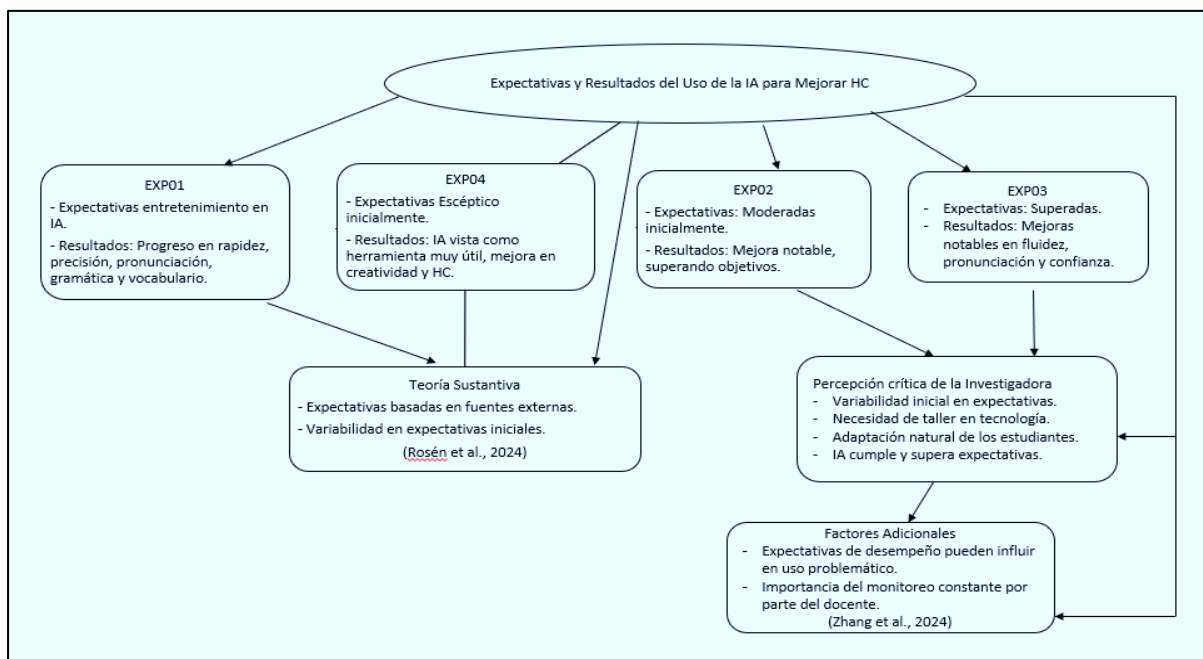 Expectativas y Resultados del Uso de la IA para Mejorar HC
EXP01
- Expectativas entretenimiento en
IA.
- Resultados: Progreso en rapidez,
precisión, pronunciación,
gramática y vocabulario.
EXP04
- Expectativas Escéptico
inicialmente.
- Resultados: IA vista como
herramienta muy útil, mejora en
creatividad y HC.
EXP02
- Expectativas: Moderadas
inicialmente.
- Resultados: Mejora notable,
superando objetivos.
EXP03
- Expectativas: Superadas.
- Resultados: Mejoras
notables en fluidez,
pronunciación y confianza.
Teoría Sustantiva
- Expectativas basadas en fuentes externas.
- Variabilidad en expectativas iniciales.
(Rosén et al., 2024)
Percepción crítica de la Investigadora
- Variabilidad inicial en expectativas.
- Necesidad de taller en tecnología.
- Adaptación natural de los estudiantes.
- IA cumple y supera expectativas.
Factores Adicionales
- Expectativas de desempeño pueden influir
en uso problemático.
- Importancia del monitoreo constante por
parte del docente.
(Zhang et al., 2024)